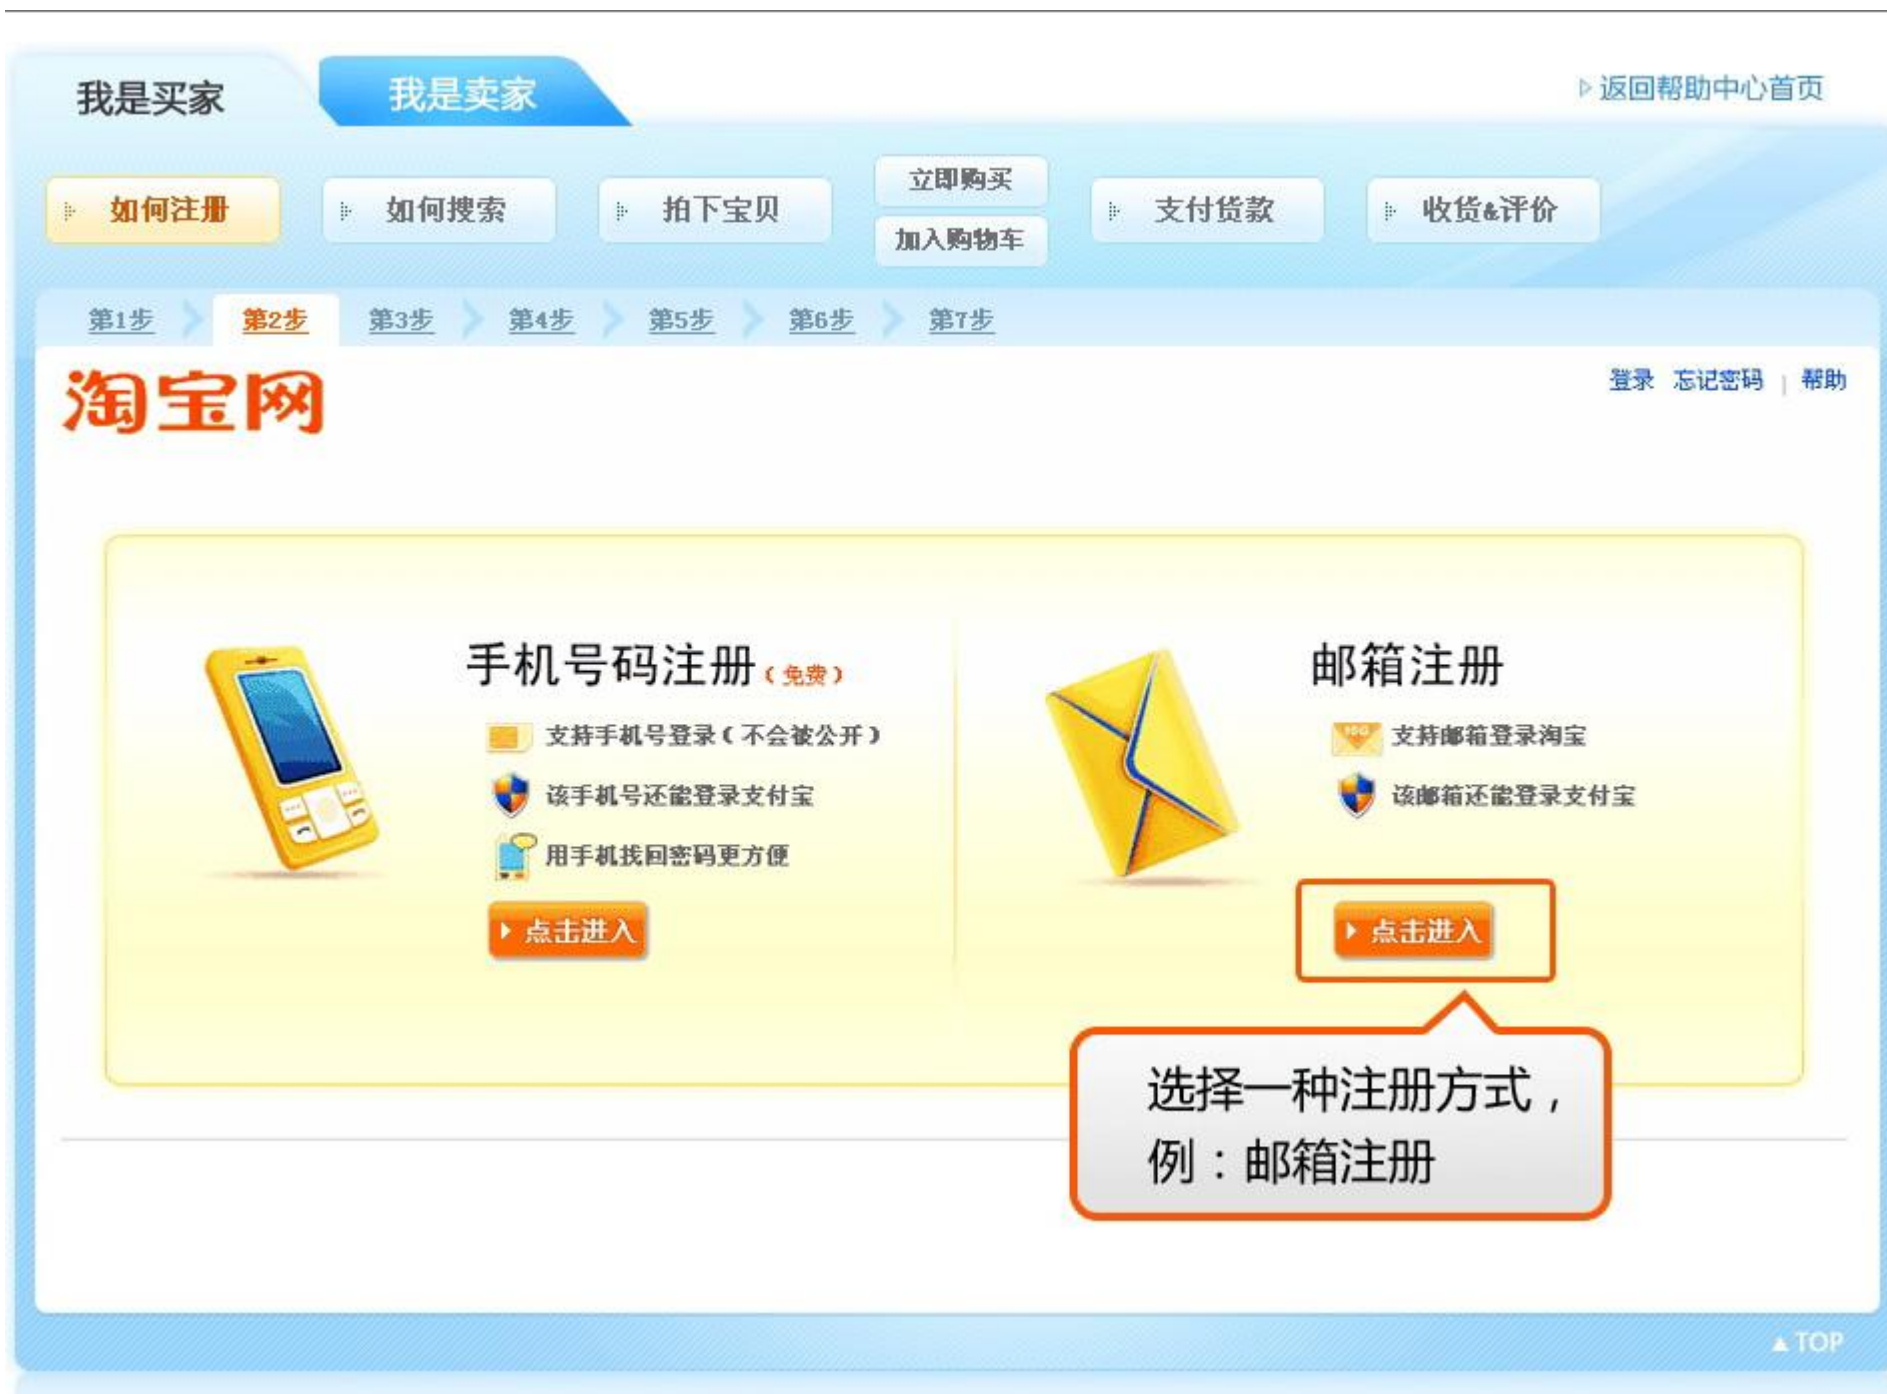 我是买家 我是卖家 返回帮助中心首页
如何注册 如何搜索 拍下宝贝 立即购买 加入购物车 支付货款 收货&评价
第1步 第2步 第3步 第4步 第5步 第6步 第7步
淘宝网 登录 忘记密码 | 帮助
手机号码注册(免费)
支持手机号登录(不会被公开)
该手机号还能登录支付宝
用手机找回密码更方便
点击进入
邮箱注册
支持邮箱登录淘宝
该邮箱还能登录支付宝
点击进入
选择一种注册方式，
例：邮箱注册
TOP